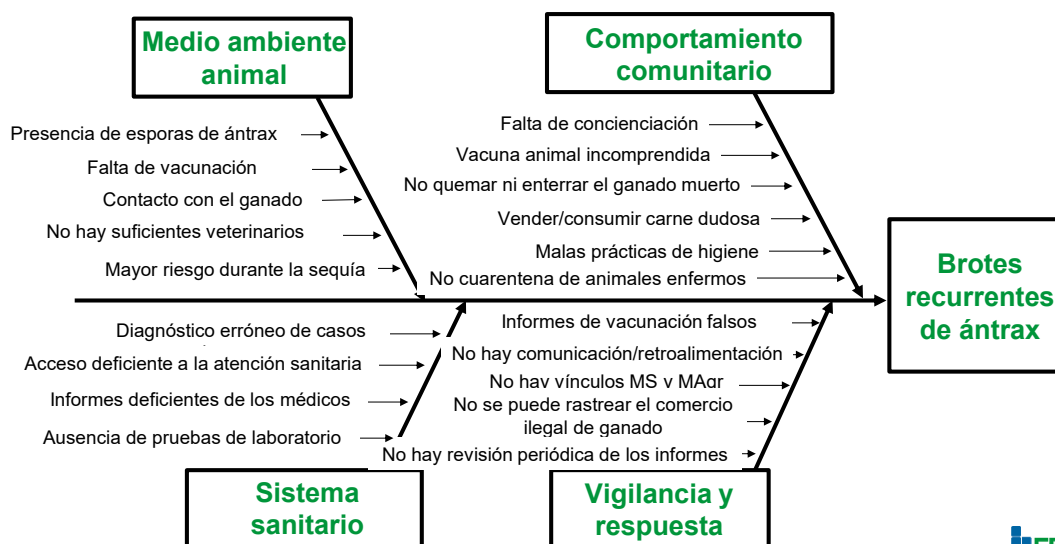 Medio ambiente
animal
Comportamiento
comunitario
Presencia de esporas de ántrax
Falta de vacunación
Contacto con el ganado
No hay suficientes veterinarios
Mayor riesgo durante la sequía
Falta de concienciación
Vacuna animal incomprendida
No quemar ni enterrar el ganado muerto
Vender/consumir carne dudosa
Malas prácticas de higiene
No cuarentena de animales enfermos
Brotes
recurrentes
de ántrax
Diagnóstico erróneo de casos
Acceso deficiente a la atención sanitaria
Informes deficientes de los médicos
Ausencia de pruebas de laboratorio
Informes de vacunación falsos
No hay comunicación/retroalimentación
No hay vínculos MS y MAgr
No se puede rastrear el comercio
ilegal de ganado
No hay revisión periódica de los informes
Sistema
sanitario
Vigilancia y
respuesta